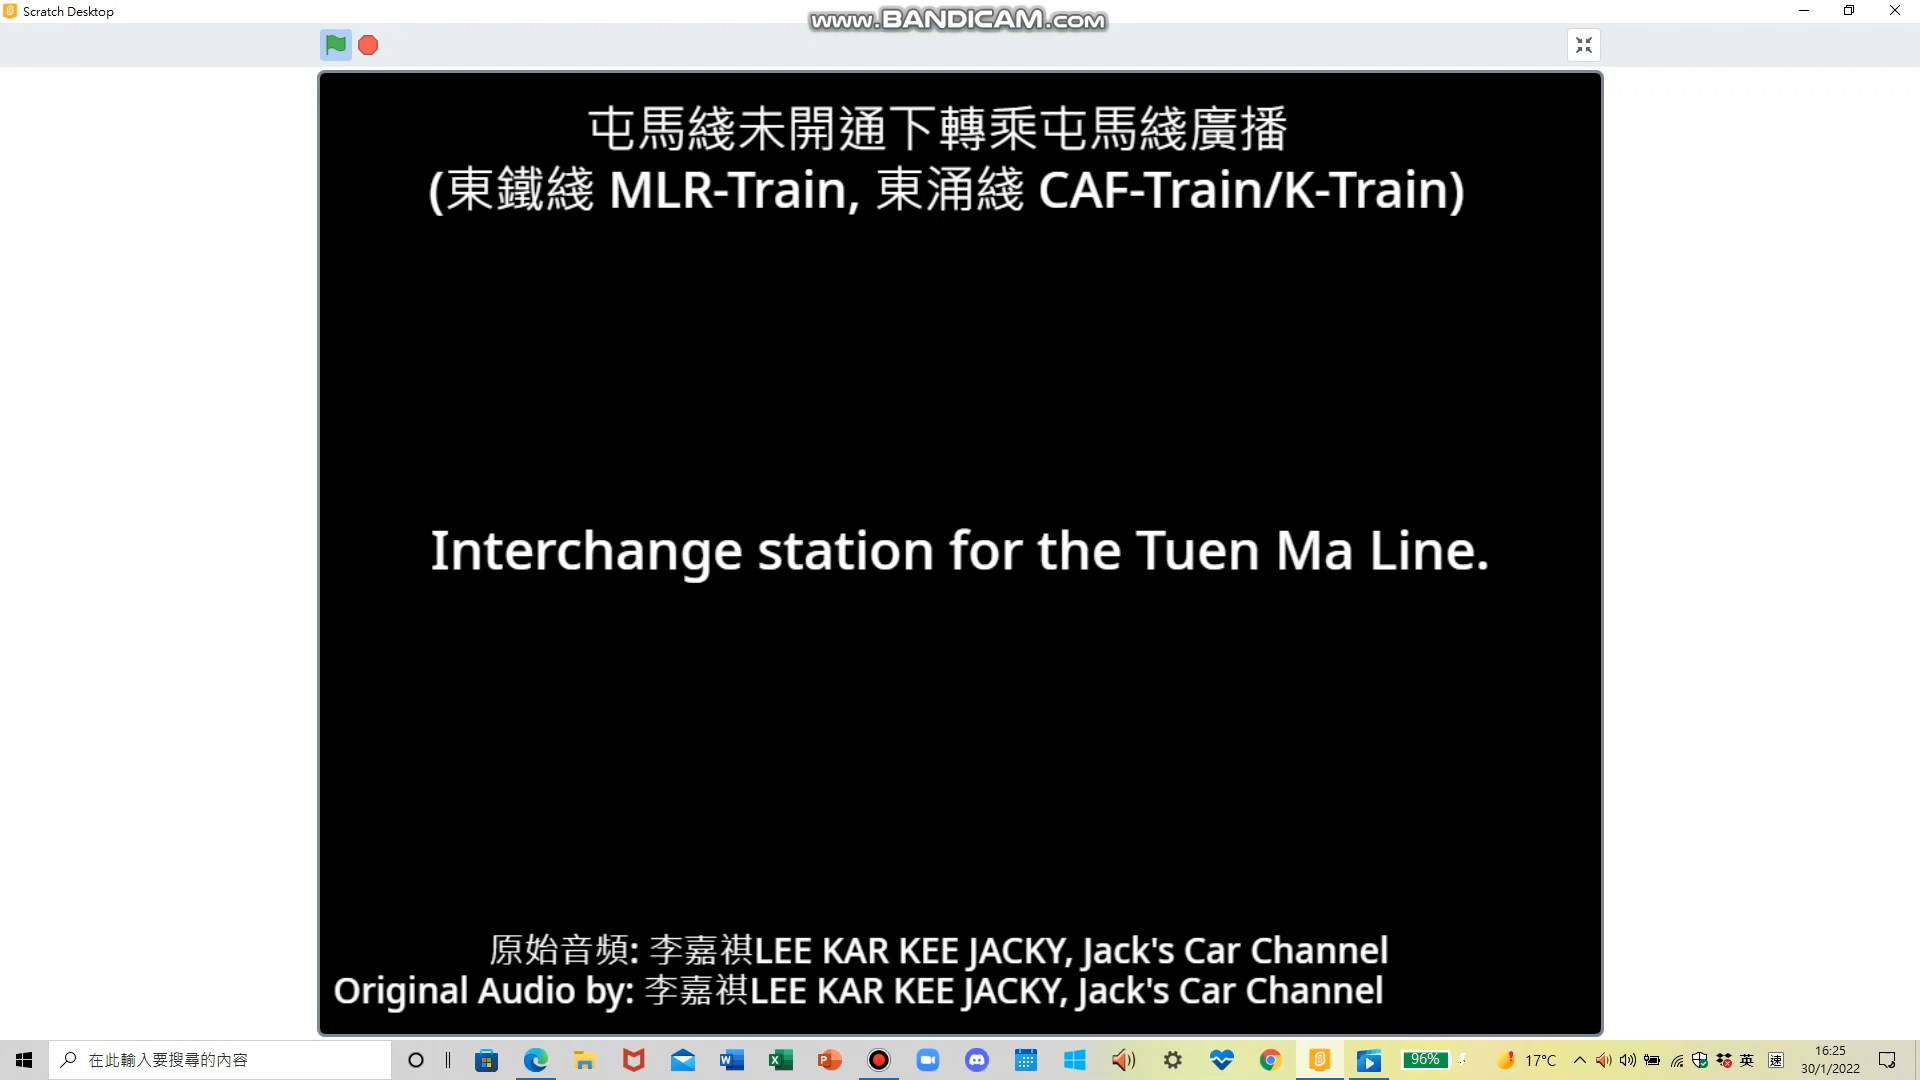 Scratch Desktop
www.BANDICAM.com
屯馬綫未開通下轉乘屯馬綫廣播
(東鐵綫 MLR-Train, 東涌綫 CAF-Train/K-Train)
Interchange station for the Tuen Ma Line.
原始音頻: 李嘉祺LEE KAR KEE JACKY, Jack's Car Channel
Original Audio by: 李嘉祺LEE KAR KEE JACKY, Jack's Car Channel
在此輸入要搜尋的內容
96%
17°C
英
速
16:25
30/1/2022